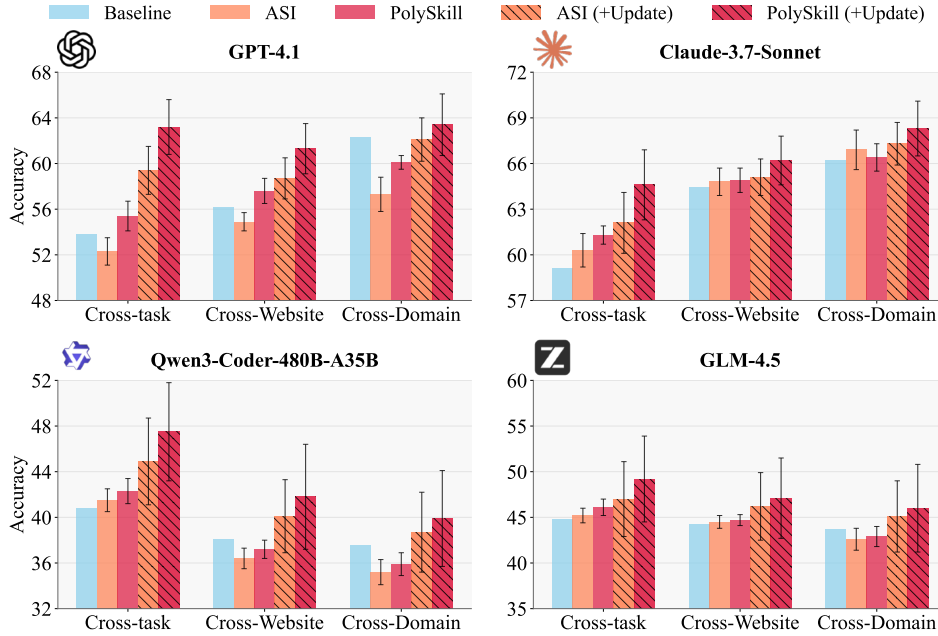 Baseline ASI PolySkill ASI (+Update) PolySkill (+Update)
GPT-4.1
Accuracy
68
64
60
56
52
48
Cross-task Cross-Website Cross-Domain
Claude-3.7-Sonnet
72
69
66
63
60
57
Cross-task Cross-Website Cross-Domain
Qwen3-Coder-480B-A35B
Accuracy
52
48
44
40
36
32
Cross-task Cross-Website Cross-Domain
GLM-4.5
60
55
50
45
40
35
Cross-task Cross-Website Cross-Domain